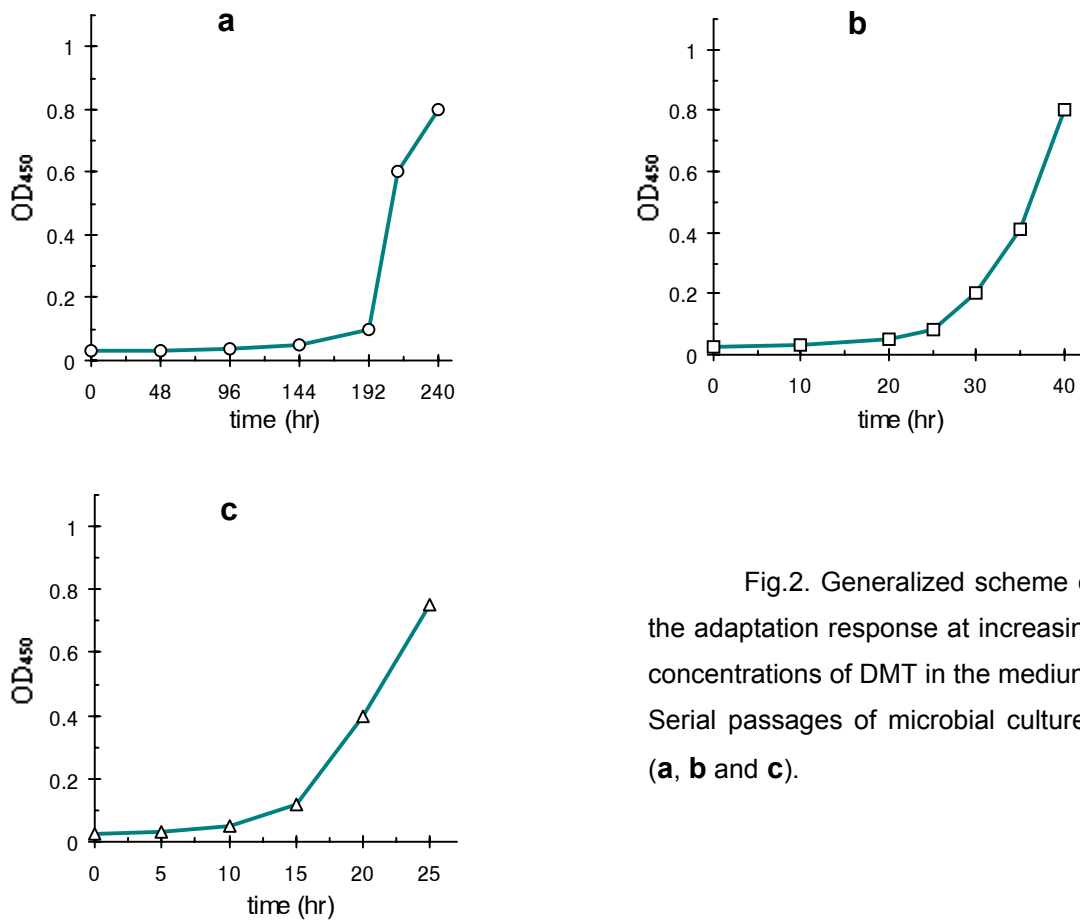 a
1
0.8
0.6
0.4
0.2
0
OD450
0 48 96 144 192 240
time (hr)
b
1
0.8
0.6
0.4
0.2
0
OD450
0 10 20 30 40
time (hr)
c
1
0.8
0.6
0.4
0.2
0
OD450
0 5 10 15 20 25
time (hr)
Fig.2. Generalized scheme
the adaptation response at increasin
concentrations of DMT in the medium
Serial passages of microbial culture
(a, b and c).